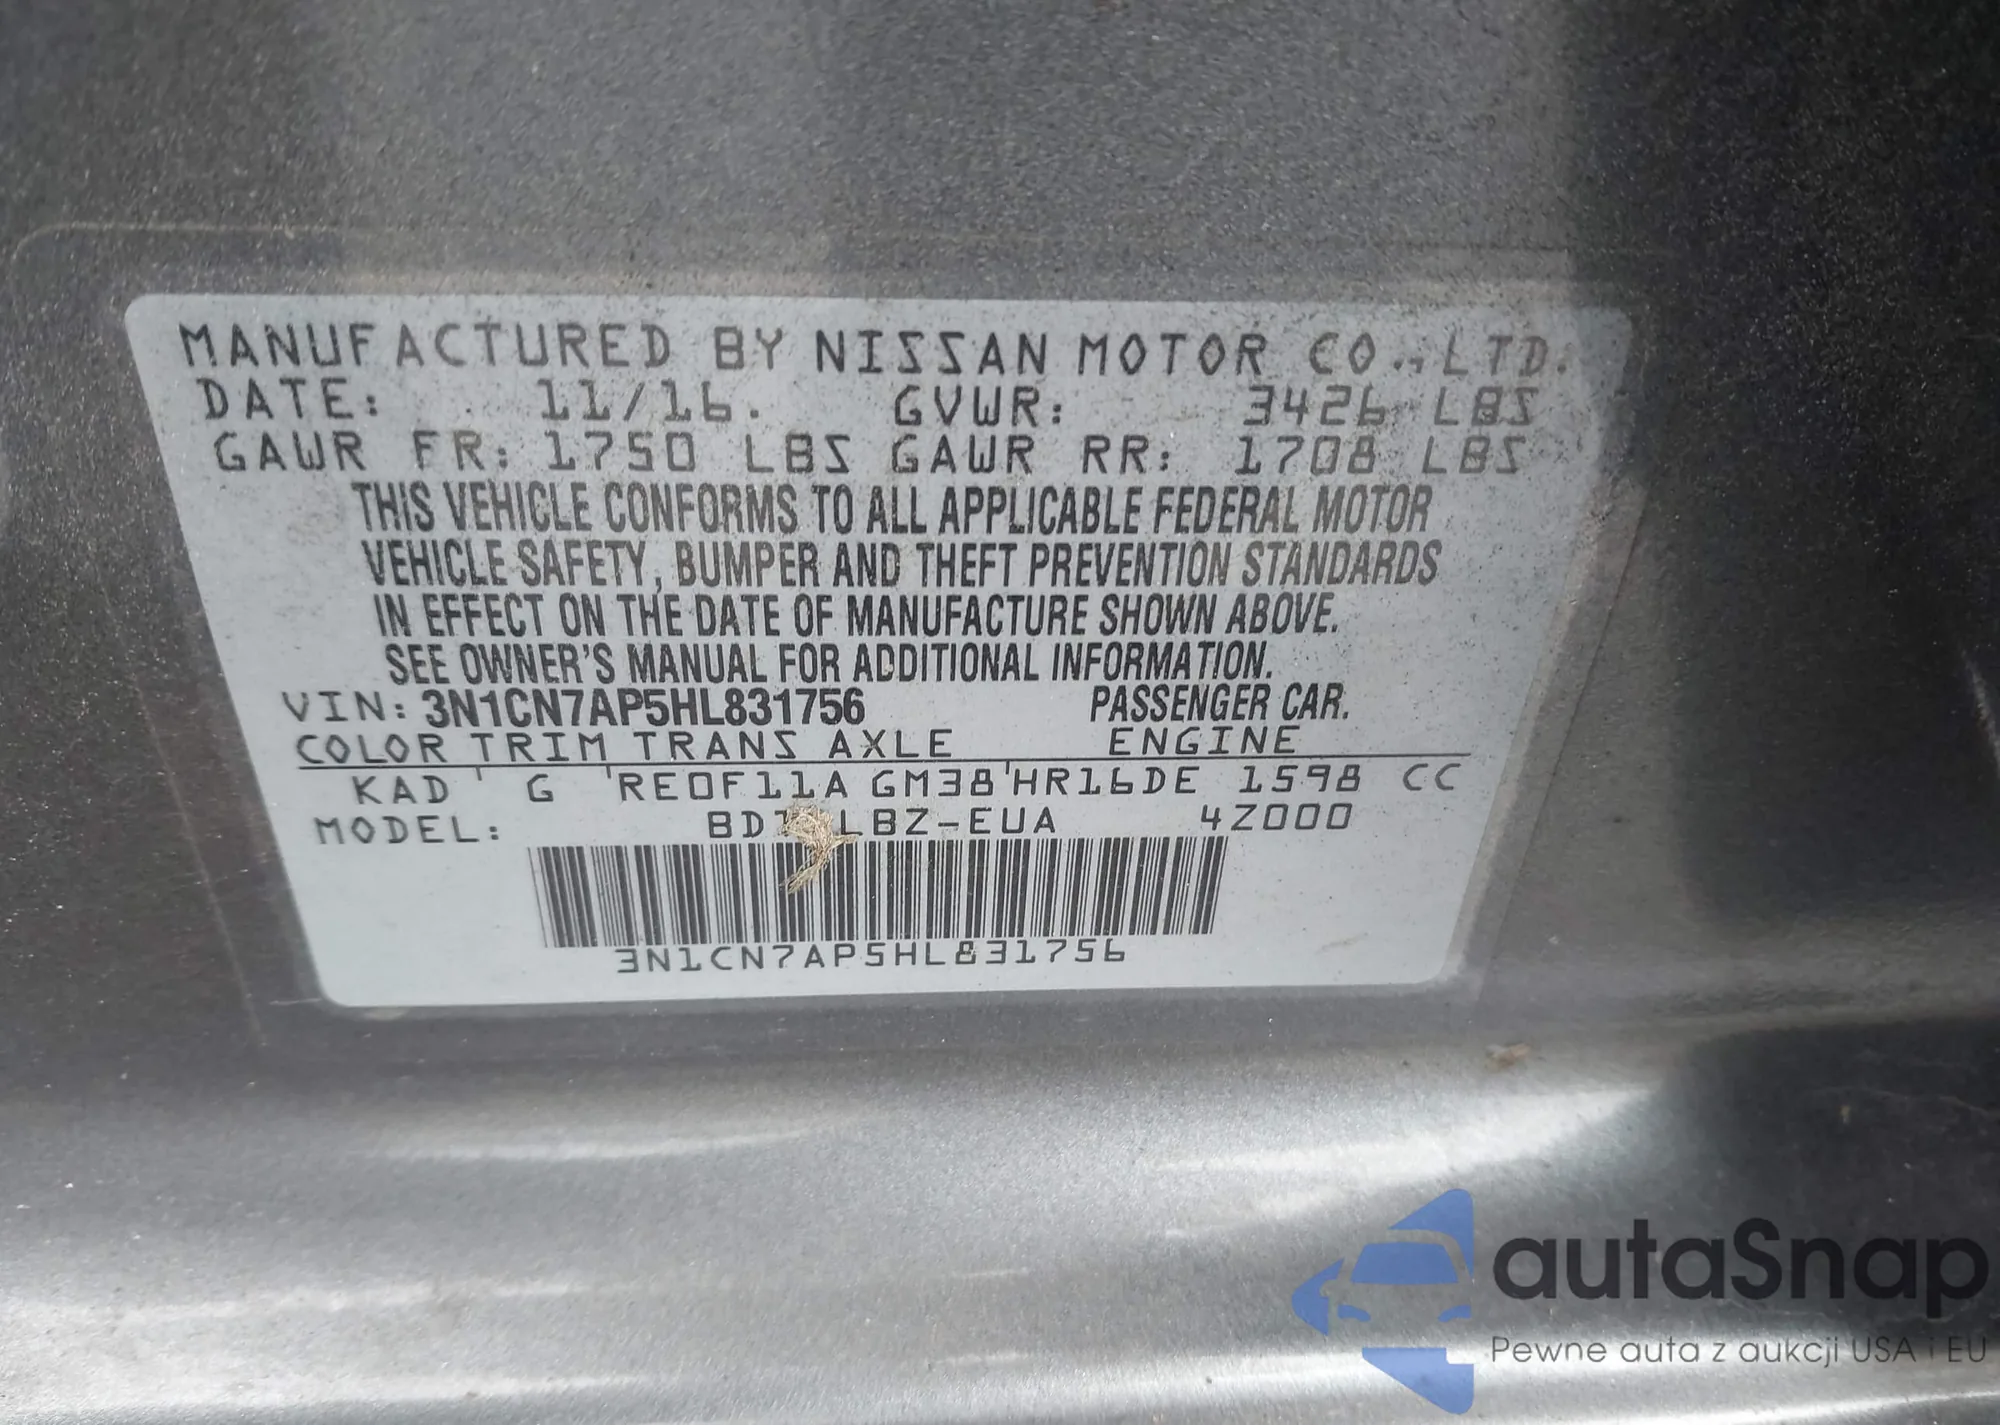 MANUFACTURED BY NISSAN MOTOR CO., LTD.
DATE: 11/16. GVWR: 3426 LBS
GAWR FR: 1750 LBS GAWR RR: 1708 LBS
THIS VEHICLE CONFORMS TO ALL APPLICABLE FEDERAL MOTOR
VEHICLE SAFETY, BUMPER AND THEFT PREVENTION STANDARDS
IN EFFECT ON THE DATE OF MANUFACTURE SHOWN ABOVE.
SEE OWNER'S MANUAL FOR ADDITIONAL INFORMATION.
VIN: 3N1CN7AP5HL831756 PASSENGER CAR.
COLOR TRIM TRANS AXLE ENGINE
KAD G RE0F11A GM38 HR16DE 1598 CC
MODEL: 4Z000
3N1CN7AP5HL831756
autaSnap
Pewne auta z aukcji USA i EU